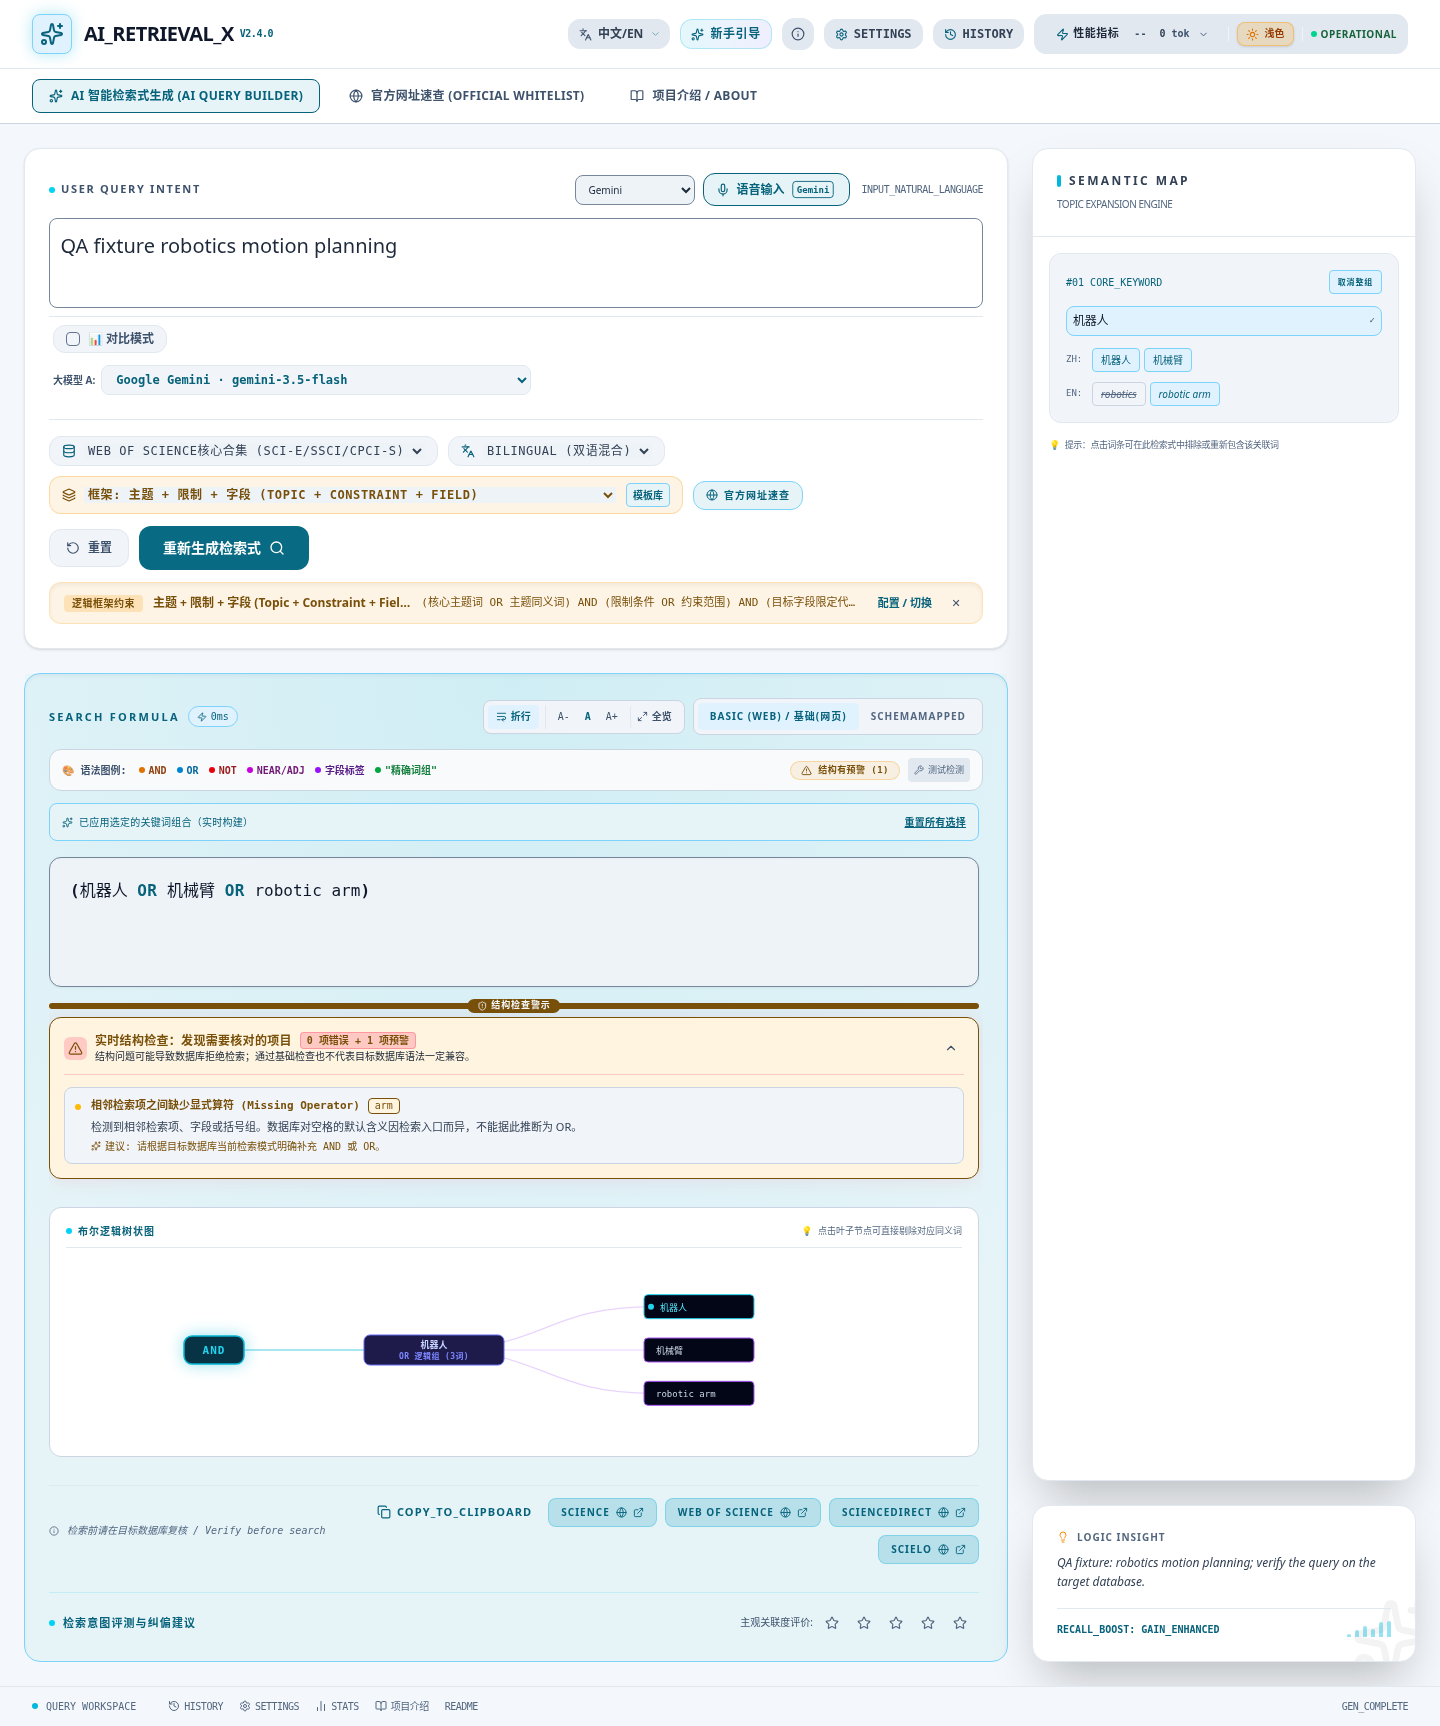 AI_RETRIEVAL_X V2.4.0
中文/EN
新手引导
SETTINGS
HISTORY
性能指标 -- 0 tok
浅色
OPERATIONAL
AI 智能检索式生成 (AI QUERY BUILDER)
官方网址速查 (OFFICIAL WHITELIST)
项目介绍 / ABOUT
USER QUERY INTENT
Gemini
语音输入 Gemini
INPUT_NATURAL_LANGUAGE
QA fixture robotics motion planning
📊 对比模式
大模型 A: Google Gemini · gemini-3.5-flash
WEB OF SCIENCE核心合集 (SCI-E/SSCI/CPCI-S)
BILINGUAL (双语混合)
框架: 主题 + 限制 + 字段 (TOPIC + CONSTRAINT + FIELD)
模板库
官方网址速查
重置
重新生成检索式
逻辑框架约束 主题 + 限制 + 字段 (Topic + Constraint + Fiel... (核心主题词 OR 主题同义词) AND (限制条件 OR 约束范围) AND (目标字段限定代…
配置 / 切换 ✕
SEARCH FORMULA 0ms
折行 A- A A+ 全览
BASIC (WEB) / 基础(网页) SCHEMAMAPPED
🎨 语法图例: AND OR NOT NEAR/ADJ 字段标签 "精确词组"
结构有预警 (1)
测试检测
已应用选定的关键词组合（实时构建）
重置所有选择
(机器人 OR 机械臂 OR robotic arm)
结构检查警示
实时结构检查: 发现需要核对的项目 0 项错误 + 1 项预警
结构问题可能导致数据库拒绝检索；通过基础检查也不代表目标数据库语法一定兼容。
相邻检索项之间缺少显式算符 (Missing Operator) arm
检测到相邻检索项、字段或括号组。数据库对空格的默认含义因检索入口而异，不能据此推断为 OR。
建议: 请根据目标数据库当前检索模式明确补充 AND 或 OR。
布尔逻辑树状图
💡 点击叶子节点可直接剔除对应同义词
AND
机器人
OR 逻辑组 (3词)
机器人
机械臂
robotic arm
检索前请在目标数据库复核 / Verify before search
COPY_TO_CLIPBOARD
SCIENCE
WEB OF SCIENCE
SCIENCEDIRECT
SCIELO
检索意图评测与纠偏建议
主观关联度评价:
SEMANTIC MAP
TOPIC EXPANSION ENGINE
#01 CORE_KEYWORD
取消整组
机器人 ✓
ZH: 机器人 机械臂
EN: robotics robotic arm
💡 提示: 点击词条可在此检索式中排除或重新包含该关联词
LOGIC INSIGHT
QA fixture: robotics motion planning; verify the query on the
target database.
RECALL_BOOST: GAIN_ENHANCED
QUERY WORKSPACE
HISTORY
SETTINGS
STATS
项目介绍
README
GEN_COMPLETE